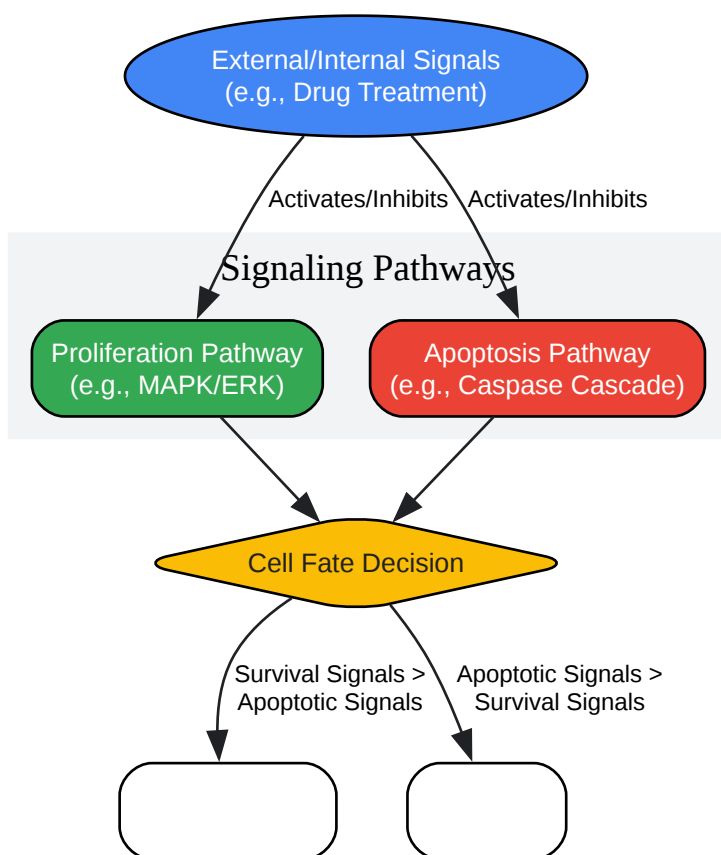 External/Internal Signals
(e.g., Drug Treatment)
Activates/Inhibits
Activates/Inhibits
Signaling Pathways
Proliferation Pathway
(e.g., MAPK/ERK)
Apoptosis Pathway
(e.g., Caspase Cascade)
Cell Fate Decision
Survival Signals >
Apoptotic Signals
Apoptotic Signals >
Survival Signals